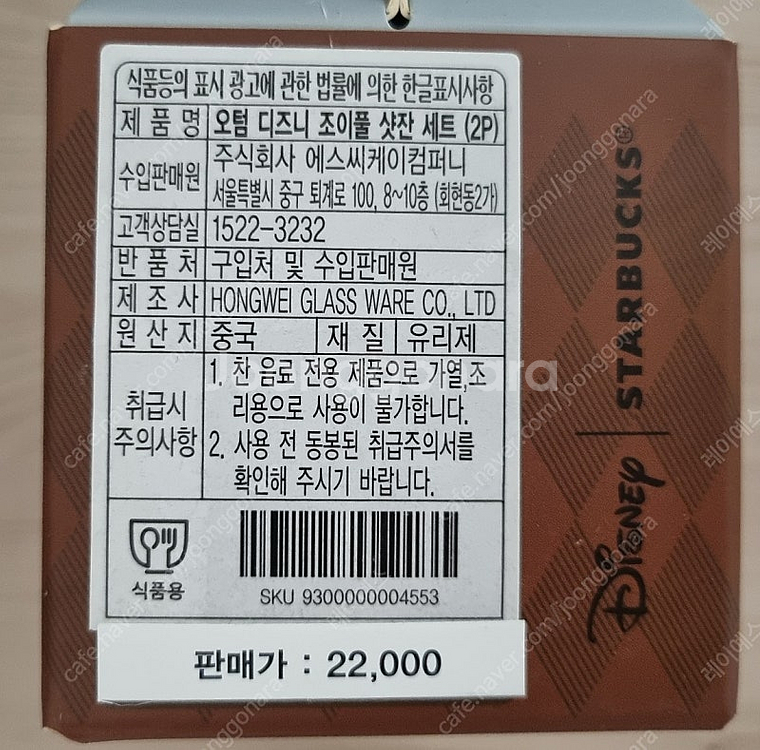 식품등의 표시 광고에 관한 법률에 의한 한글표시사항
제 품 명 오텀 디즈니 조이풀 샷잔 세트 (2P)
수입판매원 주식회사 에스씨케이컴퍼니
서울특별시 중구 퇴계로 100, 8~10층 (회현동2가)
고객상담실 1522-3232
반 품 처 구입처 및 수입판매원
제 조 사 HONGWEI GLASS WARE CO., LTD
원 산 지 중국 재 질 유리제
취급시
주의사항
1. 찬 음료 전용 제품으로 가열,조
리용으로 사용이 불가합니다.
2. 사용 전 동봉된 취급주의서를
확인해 주시기 바랍니다.
식품용
SKU 9300000004553
판매가 : 22,000
Disney | STARBUCKS®
joonggonara
cafe.naver.com/joonggonara